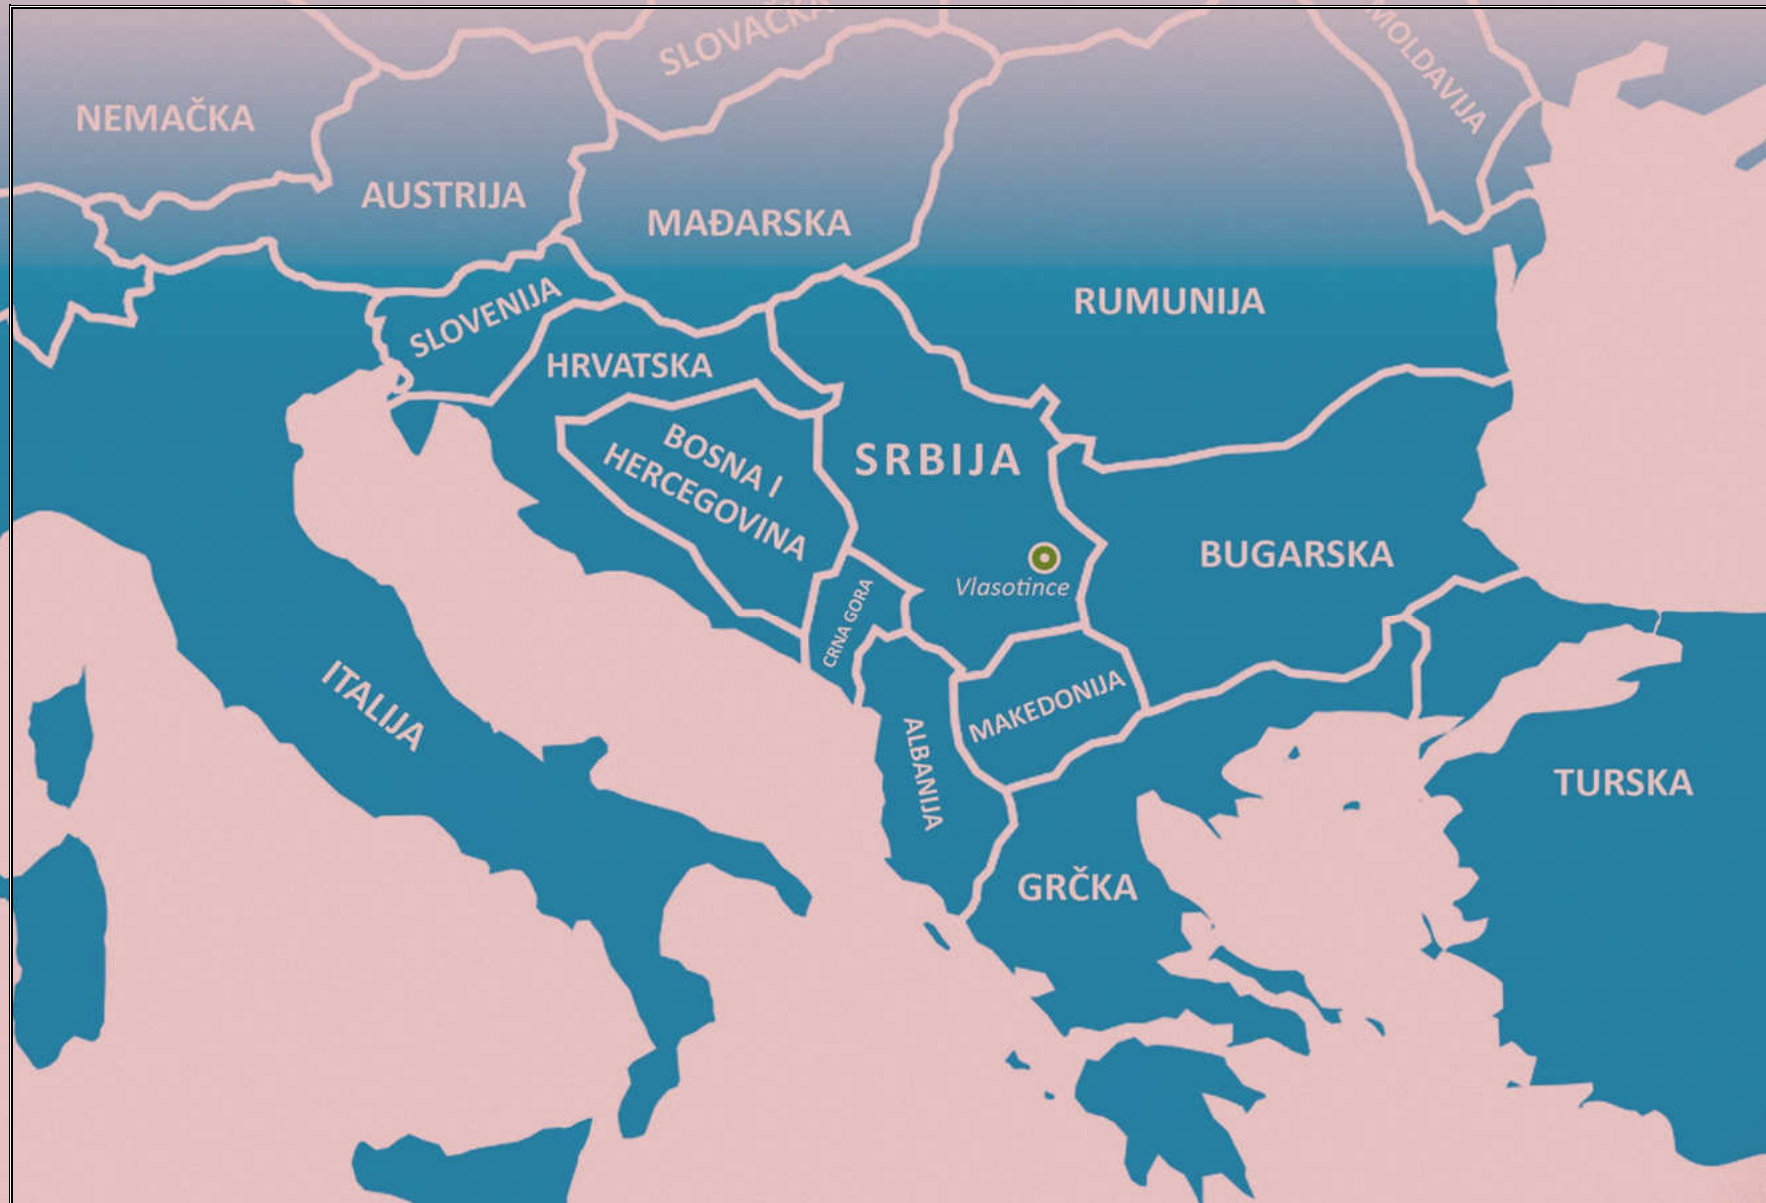 SLOVAČKA
MOLDAVIJA
NEMAČKA
AUSTRIJA
MAĐARSKA
SLOVENIJA
RUMUNIJA
HRVATSKA
BOSNA I
HERCEGOVINA
SRBIJA
BUGARSKA
Vlasotince
CRNA GORA
ITALIJA
MAKEDONIJA
ALBANIJA
TURSKA
GRČKA